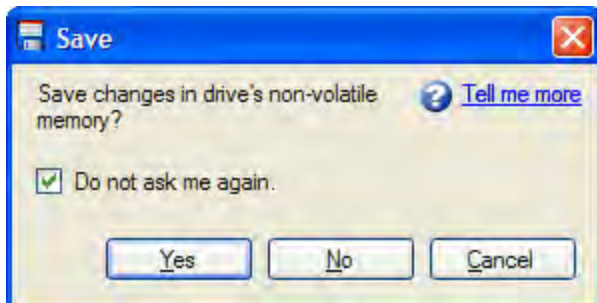 Save
Save changes in drive's non-volatile Tell me more
memory?
Do not ask me again.
Yes No Cancel